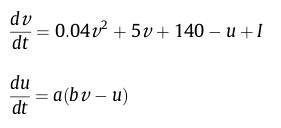 dv/dt = 0.04v² + 5v + 140 − u + I
du/dt = a(bv − u)